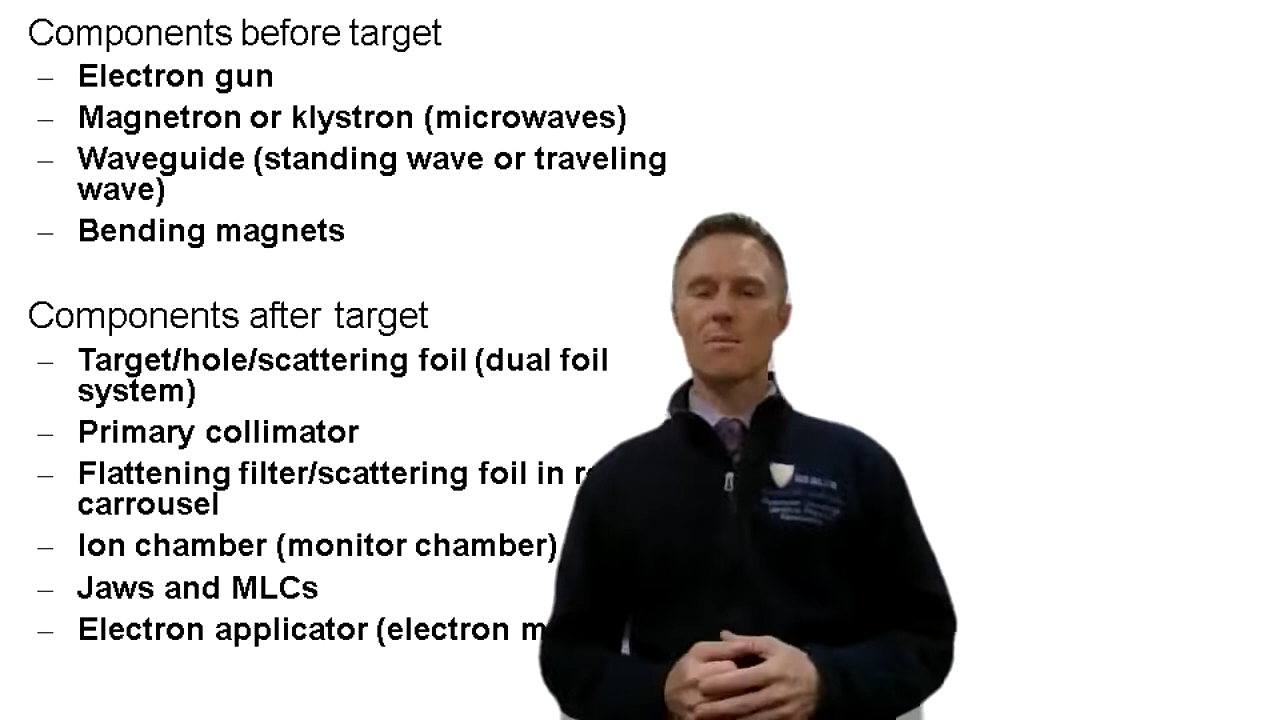 Components before target
– Electron gun
– Magnetron or klystron (microwaves)
– Waveguide (standing wave or traveling
wave)
– Bending magnets
Components after target
– Target/hole/scattering foil (dual foil
system)
– Primary collimator
– Flattening filter/scattering foil in
carrousel
– Ion chamber (monitor chamber)
– Jaws and MLCs
– Electron applicator (electron